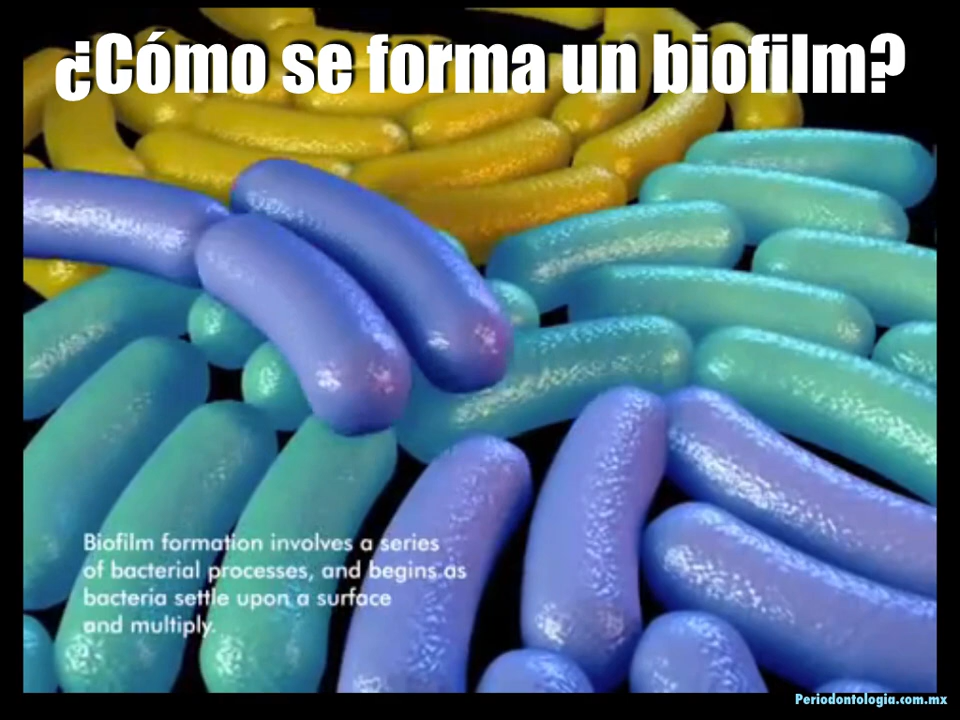 ¿Cómo se forma un biofilm?
Biofilm formation involves a series
of bacterial processes, and begins as
bacteria settle upon a surface
and multiply.
Periodontologia.com.mx